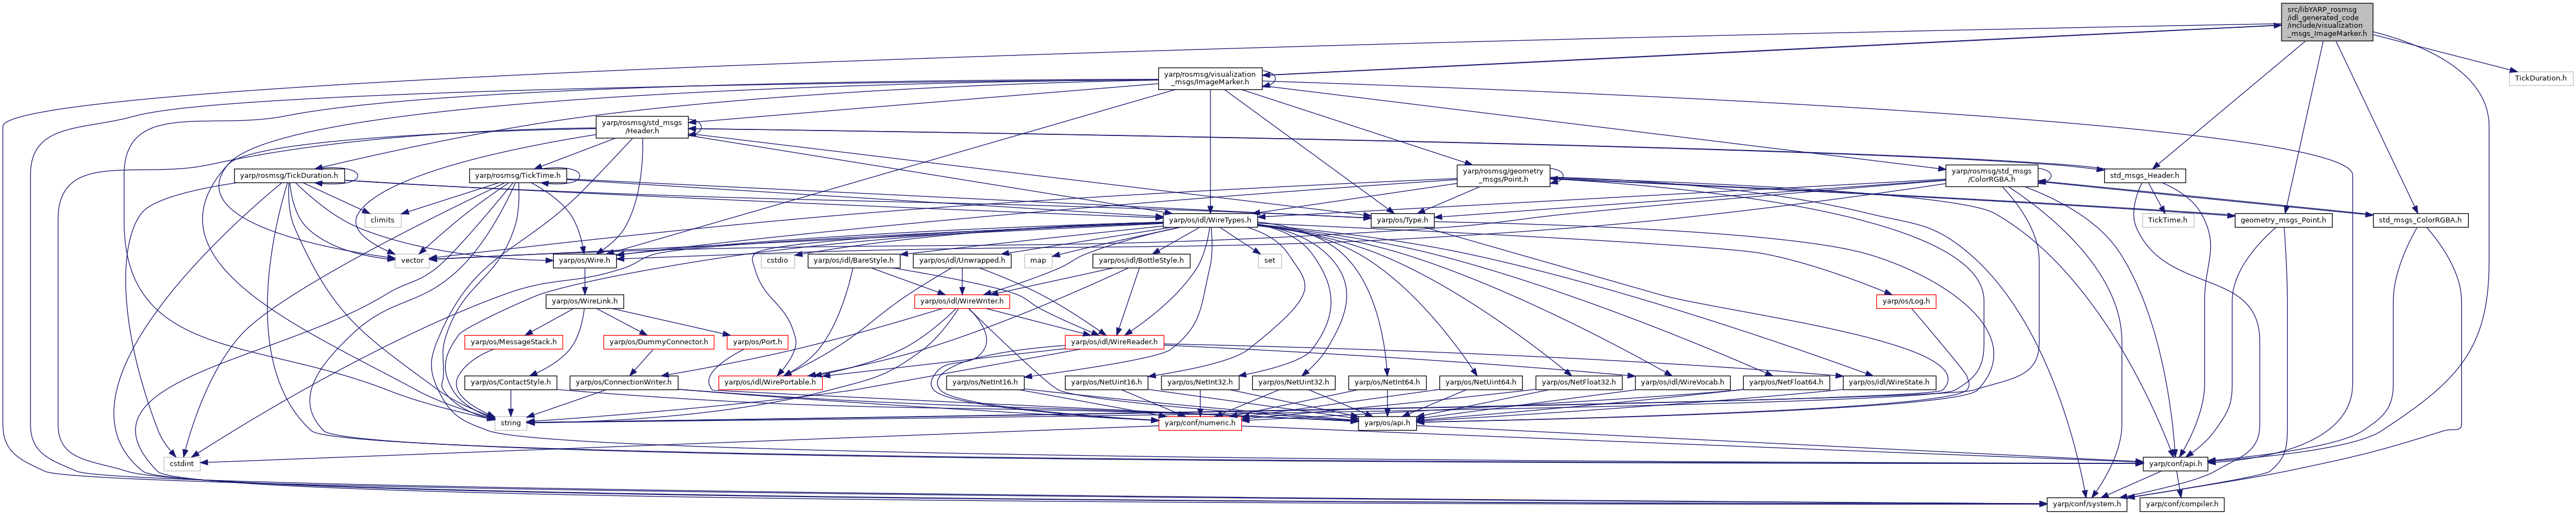 src/libYARP_rosmsg
/idl_generated_code
/include/visualization
_msgs_ImageMarker.h
yarp/rosmsg/visualization
_msgs/ImageMarker.h
TickDuration.h
yarp/rosmsg/std_msgs
/Header.h
yarp/rosmsg/TickDuration.h
yarp/rosmsg/TickTime.h
yarp/rosmsg/geometry
_msgs/Point.h
yarp/rosmsg/std_msgs
/ColorRGBA.h
std_msgs_Header.h
climits
yarp/os/idl/WireTypes.h
yarp/os/Type.h
TickTime.h
geometry_msgs_Point.h
std_msgs_ColorRGBA.h
vector
yarp/os/Wire.h
cstdio
yarp/os/idl/BareStyle.h
yarp/os/idl/Unwrapped.h
map
yarp/os/idl/BottleStyle.h
set
yarp/os/WireLink.h
yarp/os/idl/WireWriter.h
yarp/os/Log.h
yarp/os/MessageStack.h
yarp/os/DummyConnector.h
yarp/os/Port.h
yarp/os/idl/WireReader.h
yarp/os/ContactStyle.h
yarp/os/ConnectionWriter.h
yarp/os/idl/WirePortable.h
yarp/os/NetInt16.h
yarp/os/NetUint16.h
yarp/os/NetInt32.h
yarp/os/NetUint32.h
yarp/os/NetInt64.h
yarp/os/NetUint64.h
yarp/os/NetFloat32.h
yarp/os/idl/WireVocab.h
yarp/os/NetFloat64.h
yarp/os/idl/WireState.h
string
yarp/conf/numeric.h
yarp/os/api.h
cstdint
yarp/conf/api.h
yarp/conf/system.h
yarp/conf/compiler.h